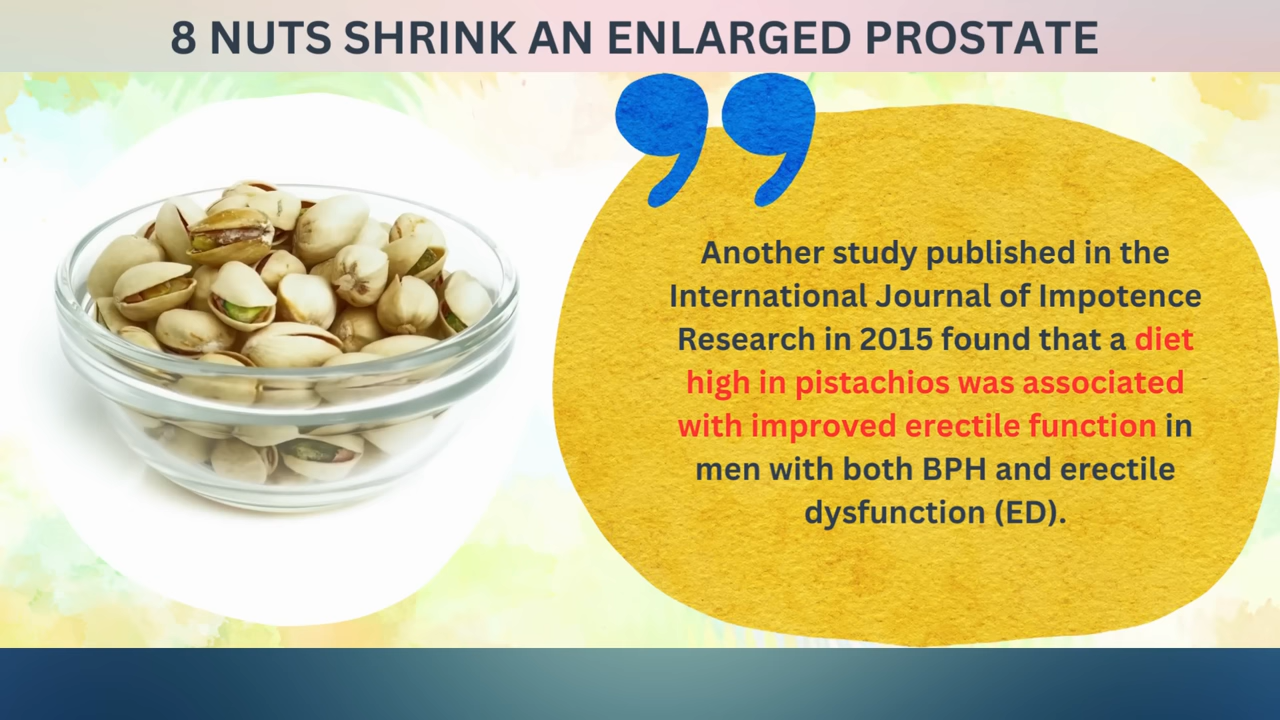 8 NUTS SHRINK AN ENLARGED PROSTATE
Another study published in the
International Journal of Impotence
Research in 2015 found that a diet
high in pistachios was associated
with improved erectile function in
men with both BPH and erectile
dysfunction (ED).